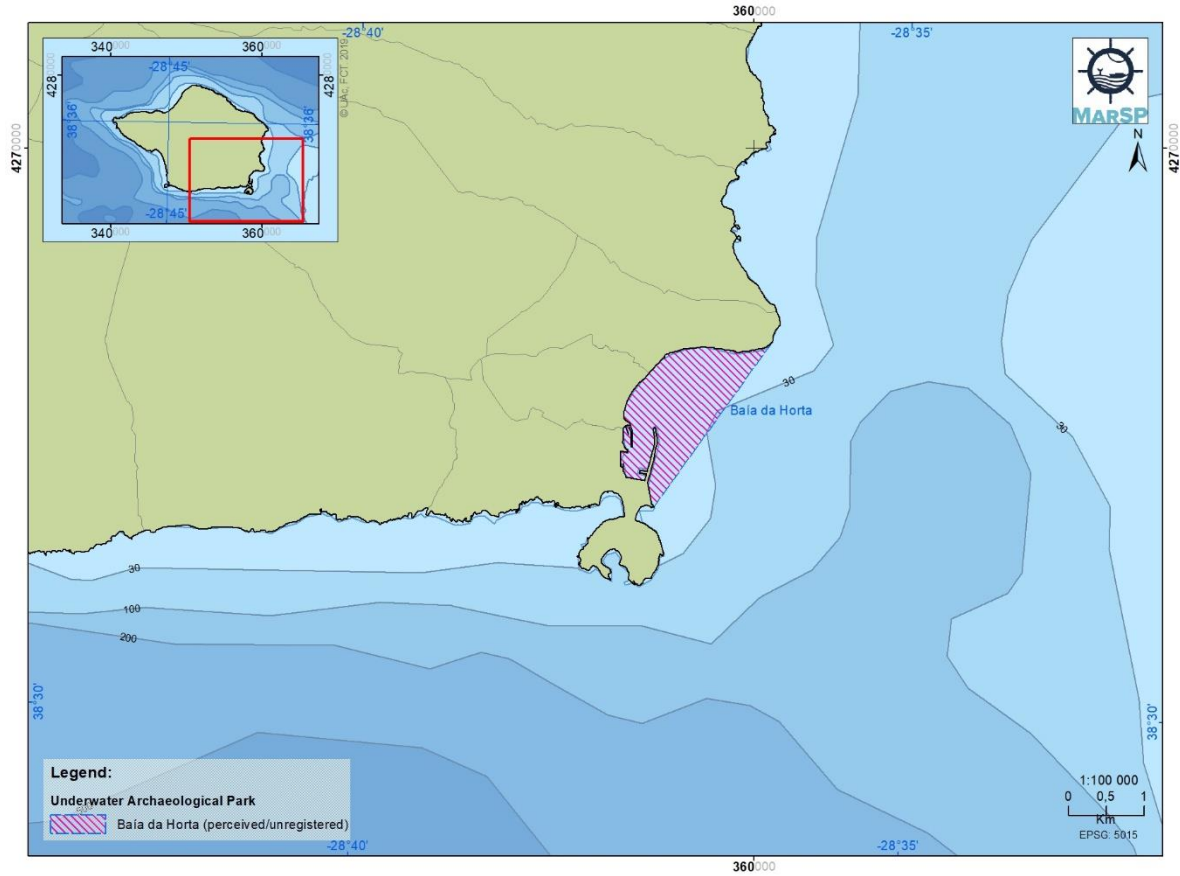 360000
-28°40'
-28°35'
340000
360000
-28°45'
428000
428000
38°36'
38°36'
-28°45'
340000
360000
©UAc, FCT, 2019
MarSP
N
427000
427000
30
Baía da Horta
30
30
100
200
38°30'
38°30'
Legend:
Underwater Archaeological Park
Baía da Horta (perceived/unregistered)
1:100 000
0 0,5 1
Km
EPSG: 5015
-28°40'
-28°35'
360000